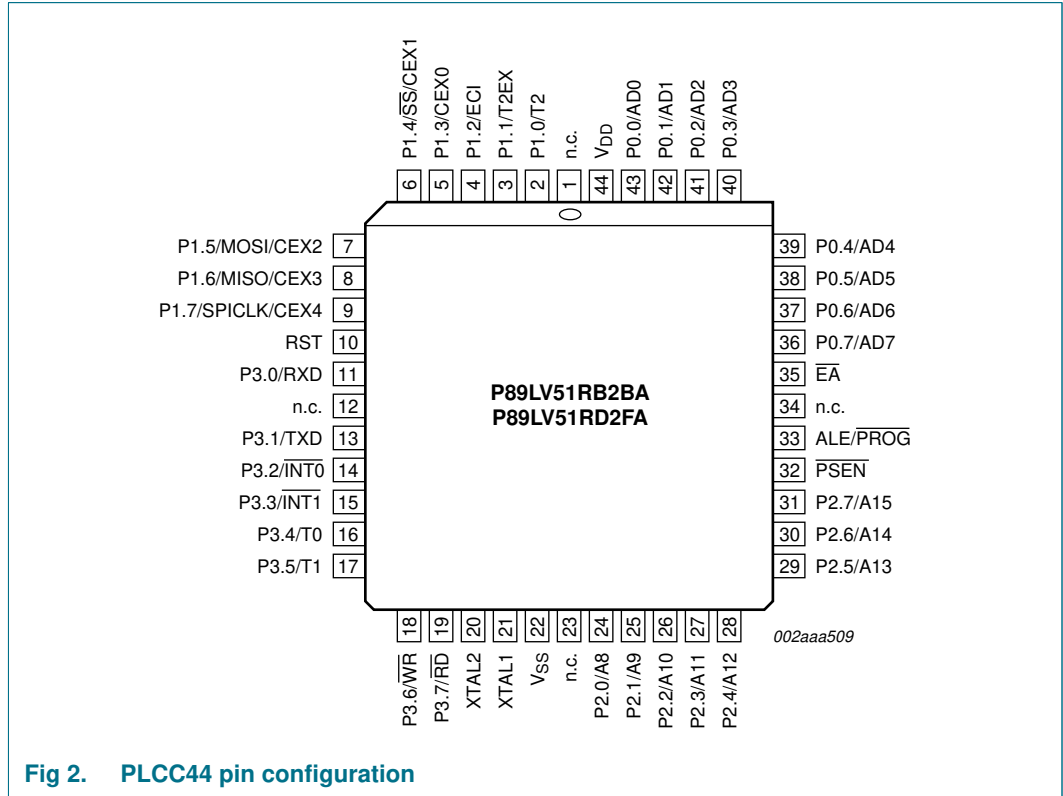 P1.4/S̅S̅/CEX1
P1.3/CEX0
P1.2/ECI
P1.1/T2EX
P1.0/T2
n.c.
VDD
P0.0/AD0
P0.1/AD1
P0.2/AD2
P0.3/AD3
6 5 4 3 2 1 44 43 42 41 40
P1.5/MOSI/CEX2 7
P1.6/MISO/CEX3 8
P1.7/SPICLK/CEX4 9
RST 10
P3.0/RXD 11
n.c. 12
P3.1/TXD 13
P3.2/I̅N̅T̅0̅ 14
P3.3/I̅N̅T̅1̅ 15
P3.4/T0 16
P3.5/T1 17
P89LV51RB2BA
P89LV51RD2FA
39 P0.4/AD4
38 P0.5/AD5
37 P0.6/AD6
36 P0.7/AD7
35 E̅A̅
34 n.c.
33 ALE/P̅R̅O̅G̅
32 P̅S̅E̅N̅
31 P2.7/A15
30 P2.6/A14
29 P2.5/A13
18 19 20 21 22 23 24 25 26 27 28
P3.6/W̅R̅
P3.7/R̅D̅
XTAL2
XTAL1
VSS
n.c.
P2.0/A8
P2.1/A9
P2.2/A10
P2.3/A11
P2.4/A12
002aaa509
Fig 2. PLCC44 pin configuration